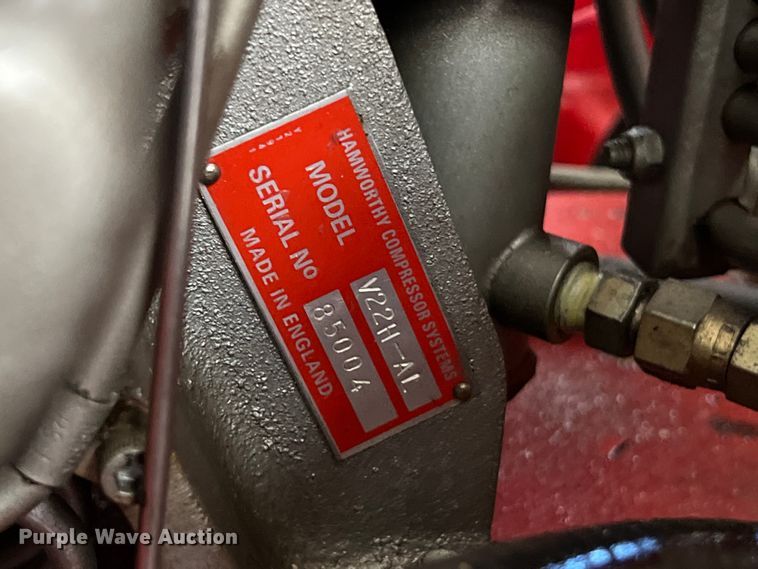 HAMWORTHY COMPRESSOR SYSTEMS
MODEL V22H-AL
SERIAL No 85004
MADE IN ENGLAND.
Purple Wave Auction